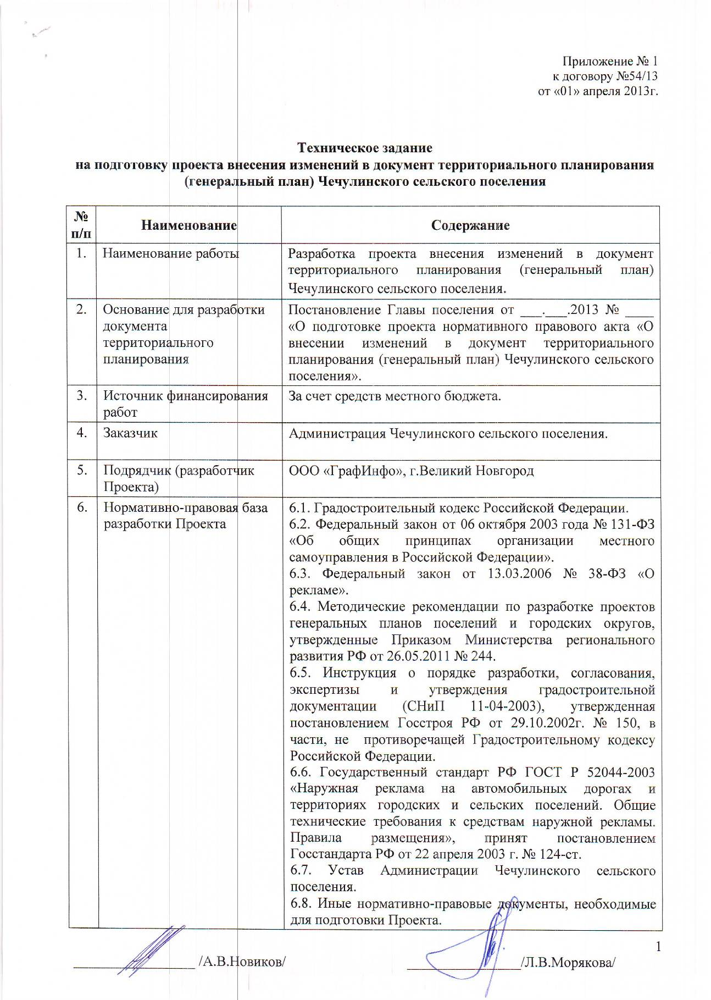 Приложение № 1
к договору №54/13
от «01» апреля 2013г.
Техническое задание
на подготовку проекта внесения изменений в документ территориального планирования
(генеральный план) Чечулинского сельского поселения
№
п/п
Наименование
Содержание
1.
Наименование работы
Разработка проекта внесения изменений в документ
территориального планирования (генеральный план)
Чечулинского сельского поселения.
2.
Основание для разработки
документа
территориального
планирования
Постановление Главы поселения от ___.___.2013 № ____
«О подготовке проекта нормативного правового акта «О
внесении изменений в документ территориального
планирования (генеральный план) Чечулинского сельского
поселения».
3.
Источник финансирования
работ
За счет средств местного бюджета.
4.
Заказчик
Администрация Чечулинского сельского поселения.
5.
Подрядчик (разработчик
Проекта)
ООО «ГрафИнфо», г.Великий Новгород
6.
Нормативно-правовая база
разработки Проекта
6.1. Градостроительный кодекс Российской Федерации.
6.2. Федеральный закон от 06 октября 2003 года № 131-ФЗ
«Об общих принципах организации местного
самоуправления в Российской Федерации».
6.3. Федеральный закон от 13.03.2006 № 38-ФЗ «О
рекламе».
6.4. Методические рекомендации по разработке проектов
генеральных планов поселений и городских округов,
утвержденные Приказом Министерства регионального
развития РФ от 26.05.2011 № 244.
6.5. Инструкция о порядке разработки, согласования,
экспертизы и утверждения градостроительной
документации (СНиП 11-04-2003), утвержденная
постановлением Госстроя РФ от 29.10.2002г. № 150, в
части, не противоречащей Градостроительному кодексу
Российской Федерации.
6.6. Государственный стандарт РФ ГОСТ Р 52044-2003
«Наружная реклама на автомобильных дорогах и
территориях городских и сельских поселений. Общие
технические требования к средствам наружной рекламы.
Правила размещения», принят постановлением
Госстандарта РФ от 22 апреля 2003 г. № 124-ст.
6.7. Устав Администрации Чечулинского сельского
поселения.
6.8. Иные нормативно-правовые документы, необходимые
для подготовки Проекта.
1
_________________ /А.В.Новиков/
________________/Л.В.Морякова/